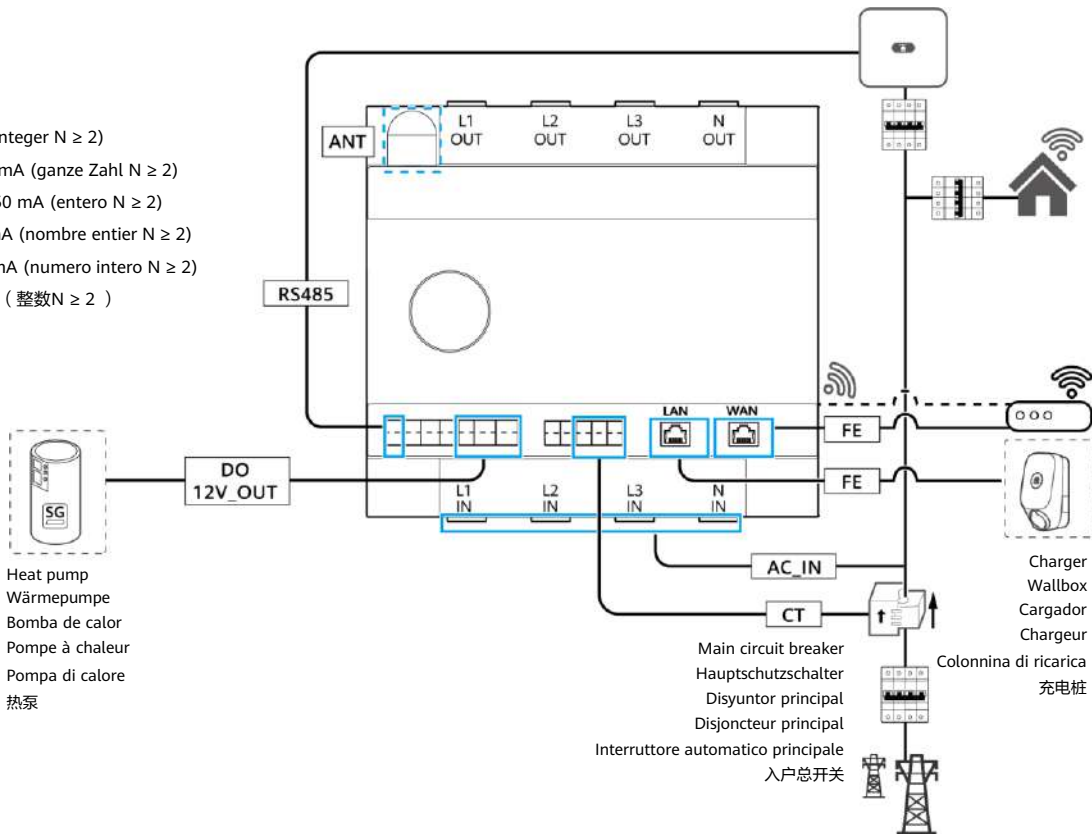 nteger N ≥ 2)
mA (ganze Zahl N ≥ 2)
50 mA (entero N ≥ 2)
nA (nombre entier N ≥ 2)
nA (numero intero N ≥ 2)
（整数N ≥ 2 ）
ANT
L1 OUT
L2 OUT
L3 OUT
N OUT
RS485
LAN
WAN
FE
FE
DO
12V_OUT
L1 IN
L2 IN
L3 IN
N IN
SG
AC_IN
CT
Heat pump
Wärmepumpe
Bomba de calor
Pompe à chaleur
Pompa di calore
热泵
Main circuit breaker
Hauptschutzschalter
Disyuntor principal
Disjoncteur principal
Interruttore automatico principale
入户总开关
Charger
Wallbox
Cargador
Chargeur
Colonnina di ricarica
充电桩